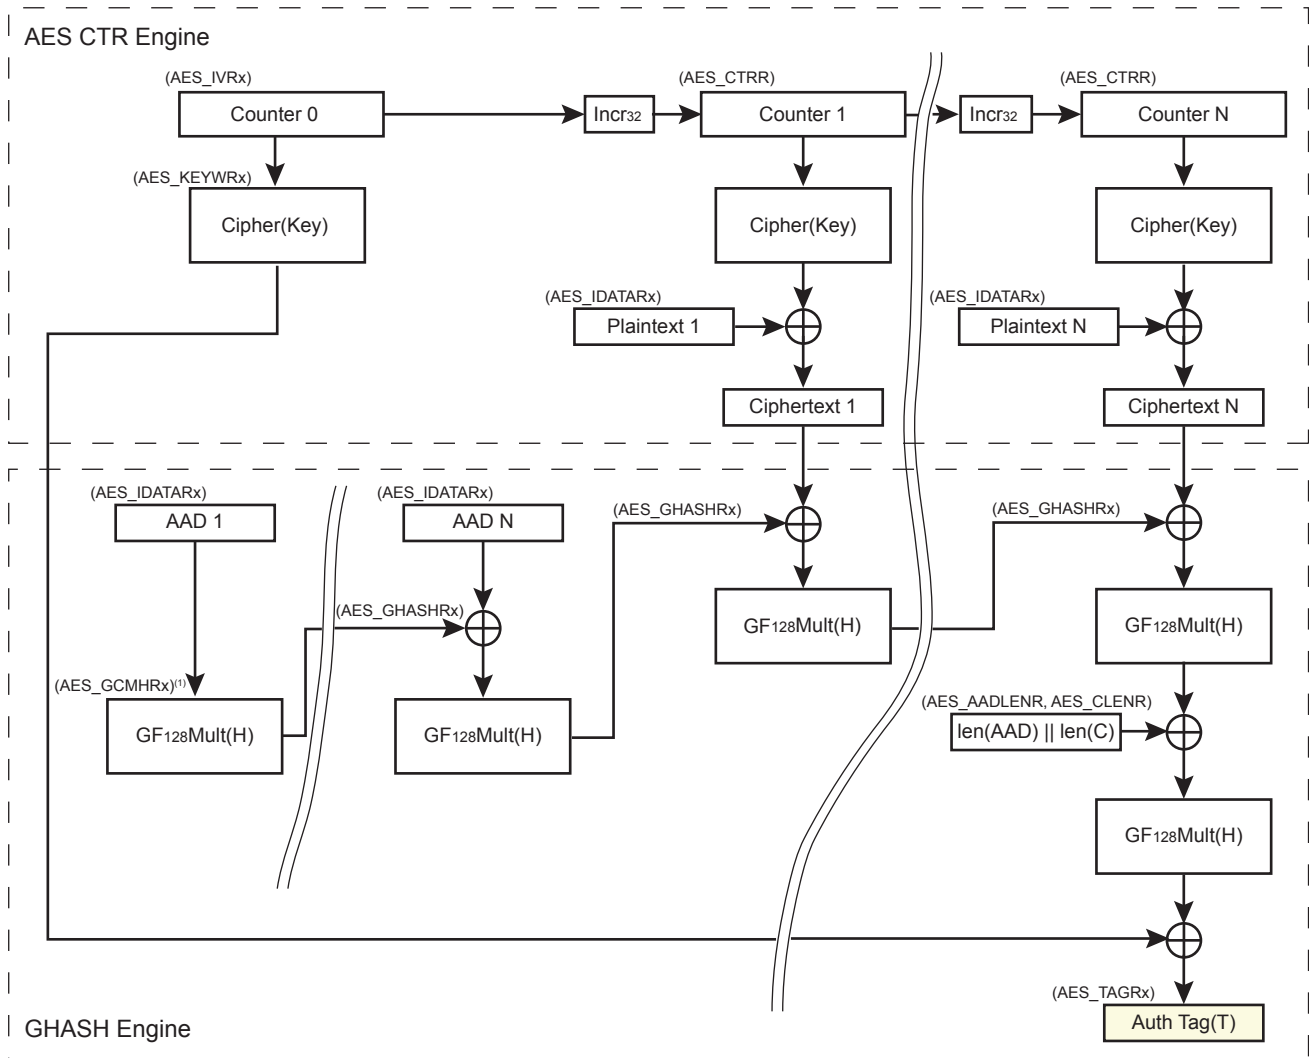 AES CTR Engine
(AES_IVRx)
Counter 0
Incr32
(AES_CTRR)
Counter 1
Incr32
(AES_CTRR)
Counter N
(AES_KEYWRx)
Cipher(Key)
Cipher(Key)
Cipher(Key)
(AES_IDATARx)
Plaintext 1
(AES_IDATARx)
Plaintext N
Ciphertext 1
Ciphertext N
(AES_IDATARx)
AAD 1
(AES_IDATARx)
AAD N
(AES_GHASHRx)
(AES_GHASHRx)
(AES_GHASHRx)
GF128Mult(H)
GF128Mult(H)
(AES_GCMHRx)(1)
GF128Mult(H)
GF128Mult(H)
(AES_AADLENR, AES_CLENR)
len(AAD) || len(C)
GF128Mult(H)
(AES_TAGRx)
Auth Tag(T)
GHASH Engine